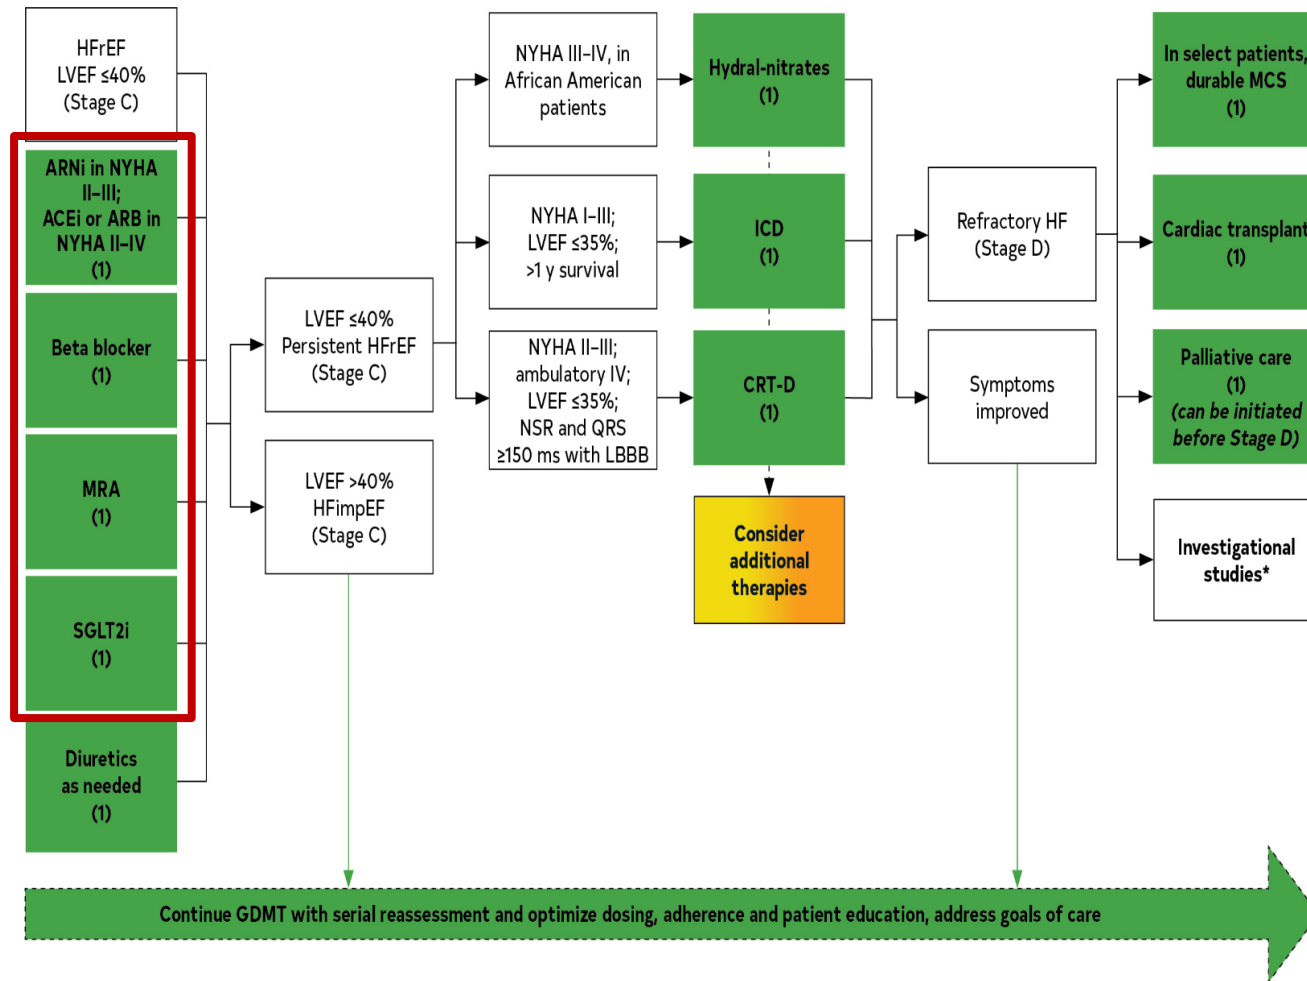 HFrEF
LVEF ≤40%
(Stage C)
ARNi in NYHA
II–III;
ACEi or ARB in
NYHA II–IV
(1)
Beta blocker
(1)
MRA
(1)
SGLT2i
(1)
Diuretics
as needed
(1)
LVEF ≤40%
Persistent HFrEF
(Stage C)
LVEF >40%
HFimpEF
(Stage C)
NYHA III–IV, in
African American
patients
NYHA I–III;
LVEF ≤35%;
>1 y survival
NYHA II–III;
ambulatory IV;
LVEF ≤35%;
NSR and QRS
≥150 ms with LBBB
Hydral-nitrates
(1)
ICD
(1)
CRT-D
(1)
Consider
additional
therapies
Refractory HF
(Stage D)
Symptoms
improved
In select patients,
durable MCS
(1)
Cardiac transplant
(1)
Palliative care
(1)
(can be initiated
before Stage D)
Investigational
studies*
Continue GDMT with serial reassessment and optimize dosing, adherence and patient education, address goals of care